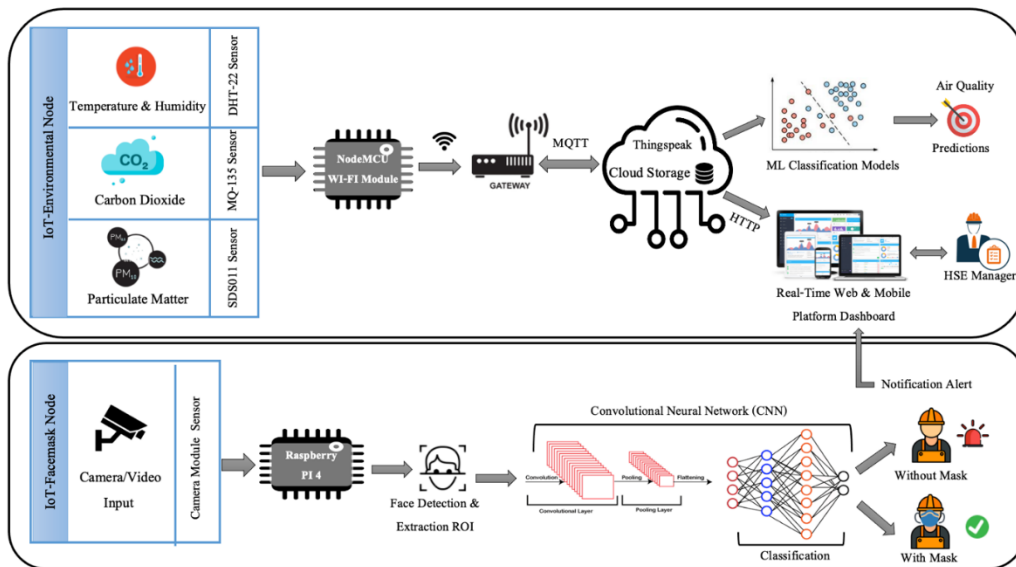 IoT-Environmental Node
Temperature & Humidity
DHT-22 Sensor
CO2
Carbon Dioxide
MQ-135 Sensor
PM10
Particulate Matter
SDS011 Sensor
NodeMCU
WI-FI Module
GATEWAY
MQTT
Thingspeak
Cloud Storage
HTTP
ML Classification Models
Air Quality
Predictions
Real-Time Web & Mobile
Platform Dashboard
HSE Manager
IoT-Facemask Node
Camera/Video
Input
Camera Module Sensor
Raspberry
PI 4
Face Detection &
Extraction ROI
Convolutional Neural Network (CNN)
Convolution
Pooling
Flattening
Convolutional Layer
Pooling Layer
Classification
Notification Alert
Without Mask
With Mask